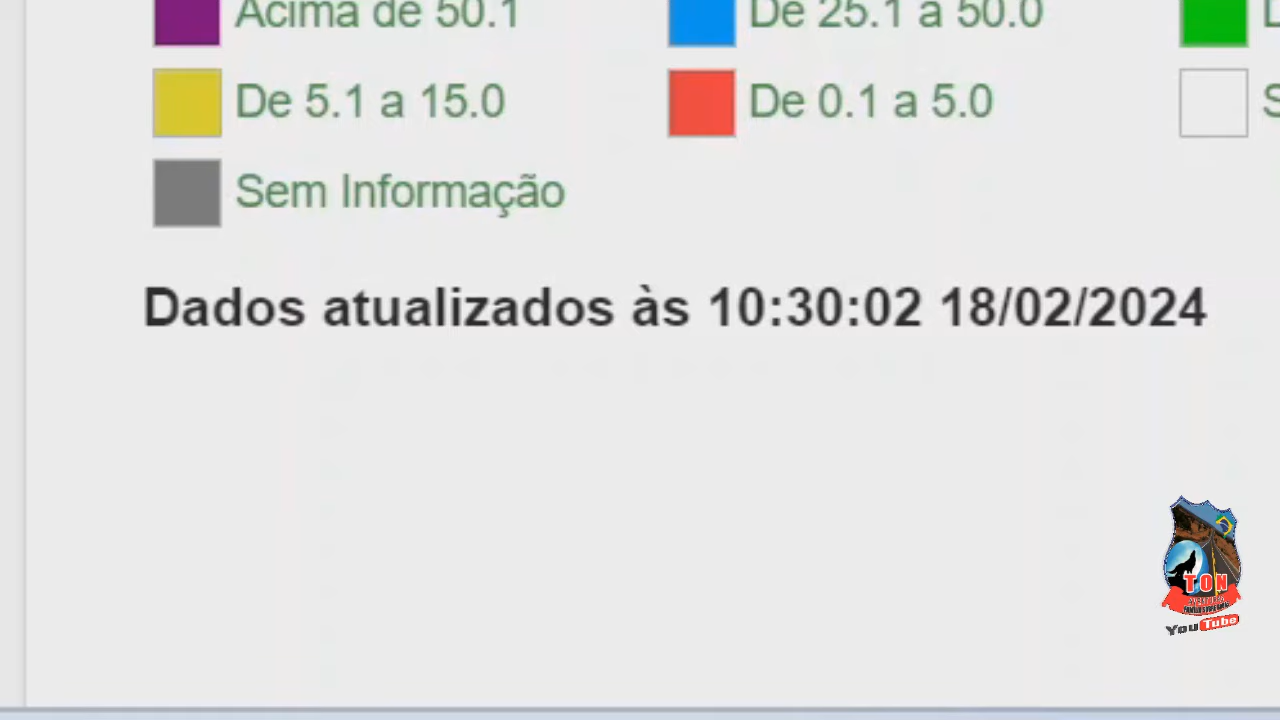 Acima de 50.1 De 25.1 a 50.0
De 5.1 a 15.0 De 0.1 a 5.0
Sem Informação
Dados atualizados às 10:30:02 18/02/2024
TON
YouTube